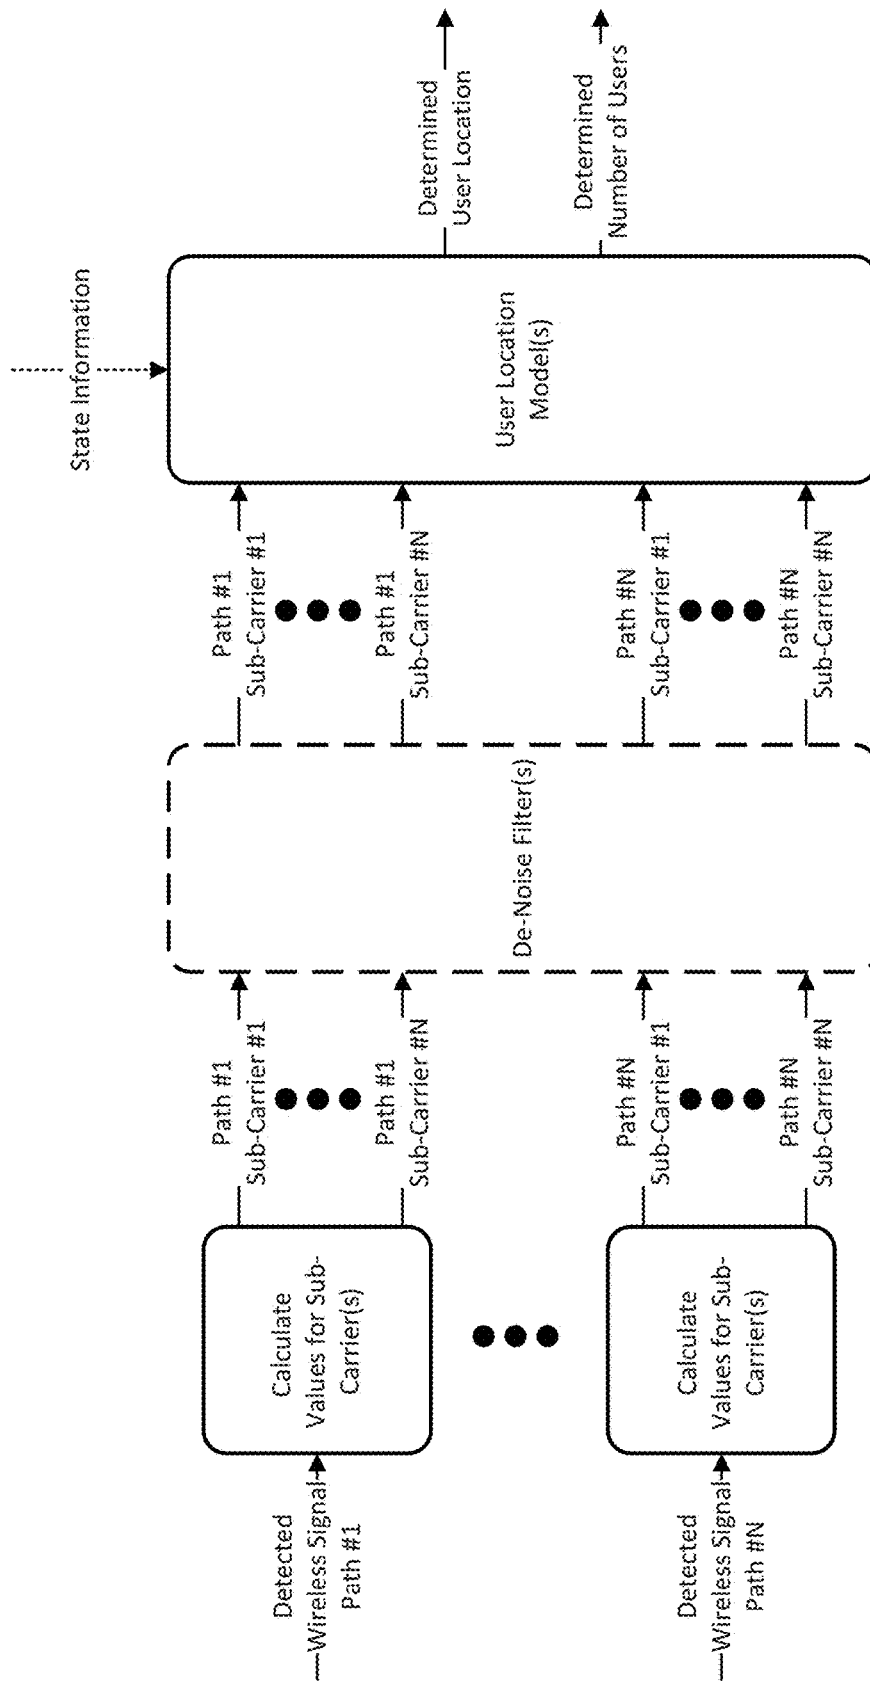 Detected
Wireless Signal
Path #1
Calculate
Values for Sub-
Carrier(s)
Path #1
Sub-Carrier #1
Path #1
Sub-Carrier #N
Detected
Wireless Signal
Path #N
Calculate
Values for Sub-
Carrier(s)
Path #N
Sub-Carrier #1
Path #N
Sub-Carrier #N
De-Noise Filter(s)
Path #1
Sub-Carrier #1
Path #1
Sub-Carrier #N
Path #N
Sub-Carrier #1
Path #N
Sub-Carrier #N
State Information
User Location
Model(s)
Determined
User Location
Determined
Number of Users